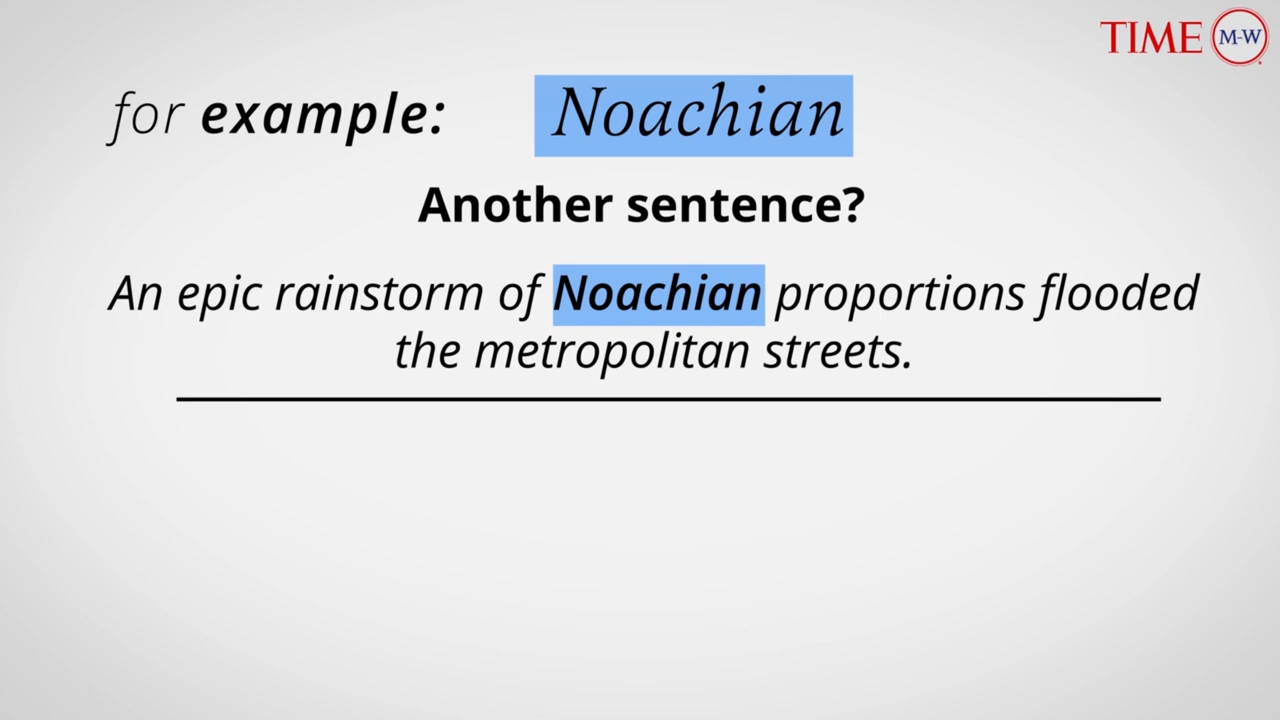 TIME M-W
for example: Noachian
Another sentence?
An epic rainstorm of Noachian proportions flooded
the metropolitan streets.